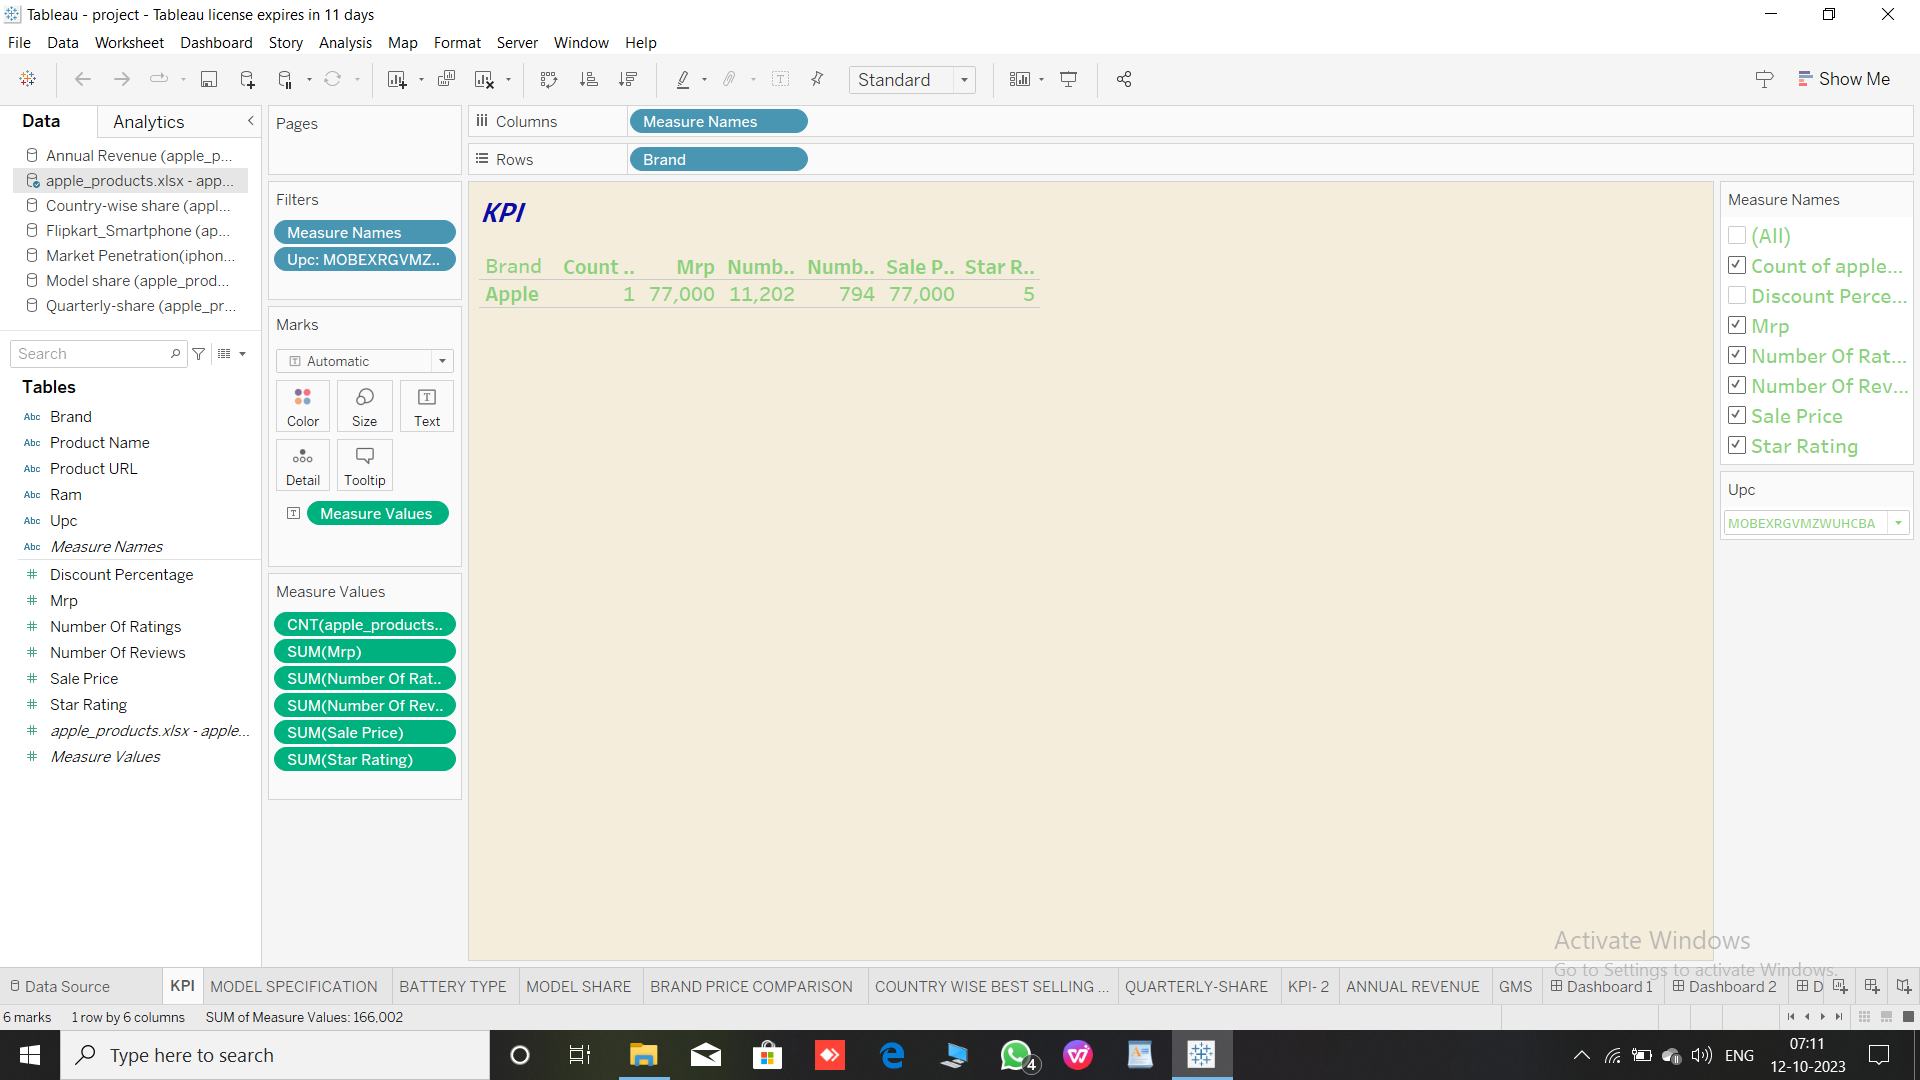 Tableau - project - Tableau license expires in 11 days
File Data Worksheet Dashboard Story Analysis Map Format Server Window Help
Standard
Show Me
Data
Analytics
Annual Revenue (apple_p...
apple_products.xlsx - app...
Country-wise share (appl...
Flipkart_Smartphone (ap...
Market Penetration(iphon...
Model share (apple_prod...
Quarterly-share (apple_pr...
Search
Tables
Abc Brand
Abc Product Name
Abc Product URL
Abc Ram
Abc Upc
Abc Measure Names
# Discount Percentage
# Mrp
# Number Of Ratings
# Number Of Reviews
# Sale Price
# Star Rating
# apple_products.xlsx - apple...
# Measure Values
Pages
Filters
Measure Names
Upc: MOBEXRGVMZ..
Marks
T Automatic
Color
Size
T Text
Detail
Tooltip
T Measure Values
Measure Values
CNT(apple_products..
SUM(Mrp)
SUM(Number Of Rat..
SUM(Number Of Rev..
SUM(Sale Price)
SUM(Star Rating)
Columns
Measure Names
Rows
Brand
KPI
Brand Count .. Mrp Numb.. Numb.. Sale P.. Star R..
Apple 1 77,000 11,202 794 77,000 5
Measure Names
(All)
Count of apple...
Discount Perce...
Mrp
Number Of Rat...
Number Of Rev...
Sale Price
Star Rating
Upc
MOBEXRGVMZWUHCBA
Activate Windows
Go to Settings to activate Windows.
Data Source KPI MODEL SPECIFICATION BATTERY TYPE MODEL SHARE BRAND PRICE COMPARISON COUNTRY WISE BEST SELLING ... QUARTERLY-SHARE KPI- 2 ANNUAL REVENUE GMS Dashboard 1 Dashboard 2 D
6 marks 1 row by 6 columns SUM of Measure Values: 166,002
Type here to search
4
ENG
07:11
12-10-2023